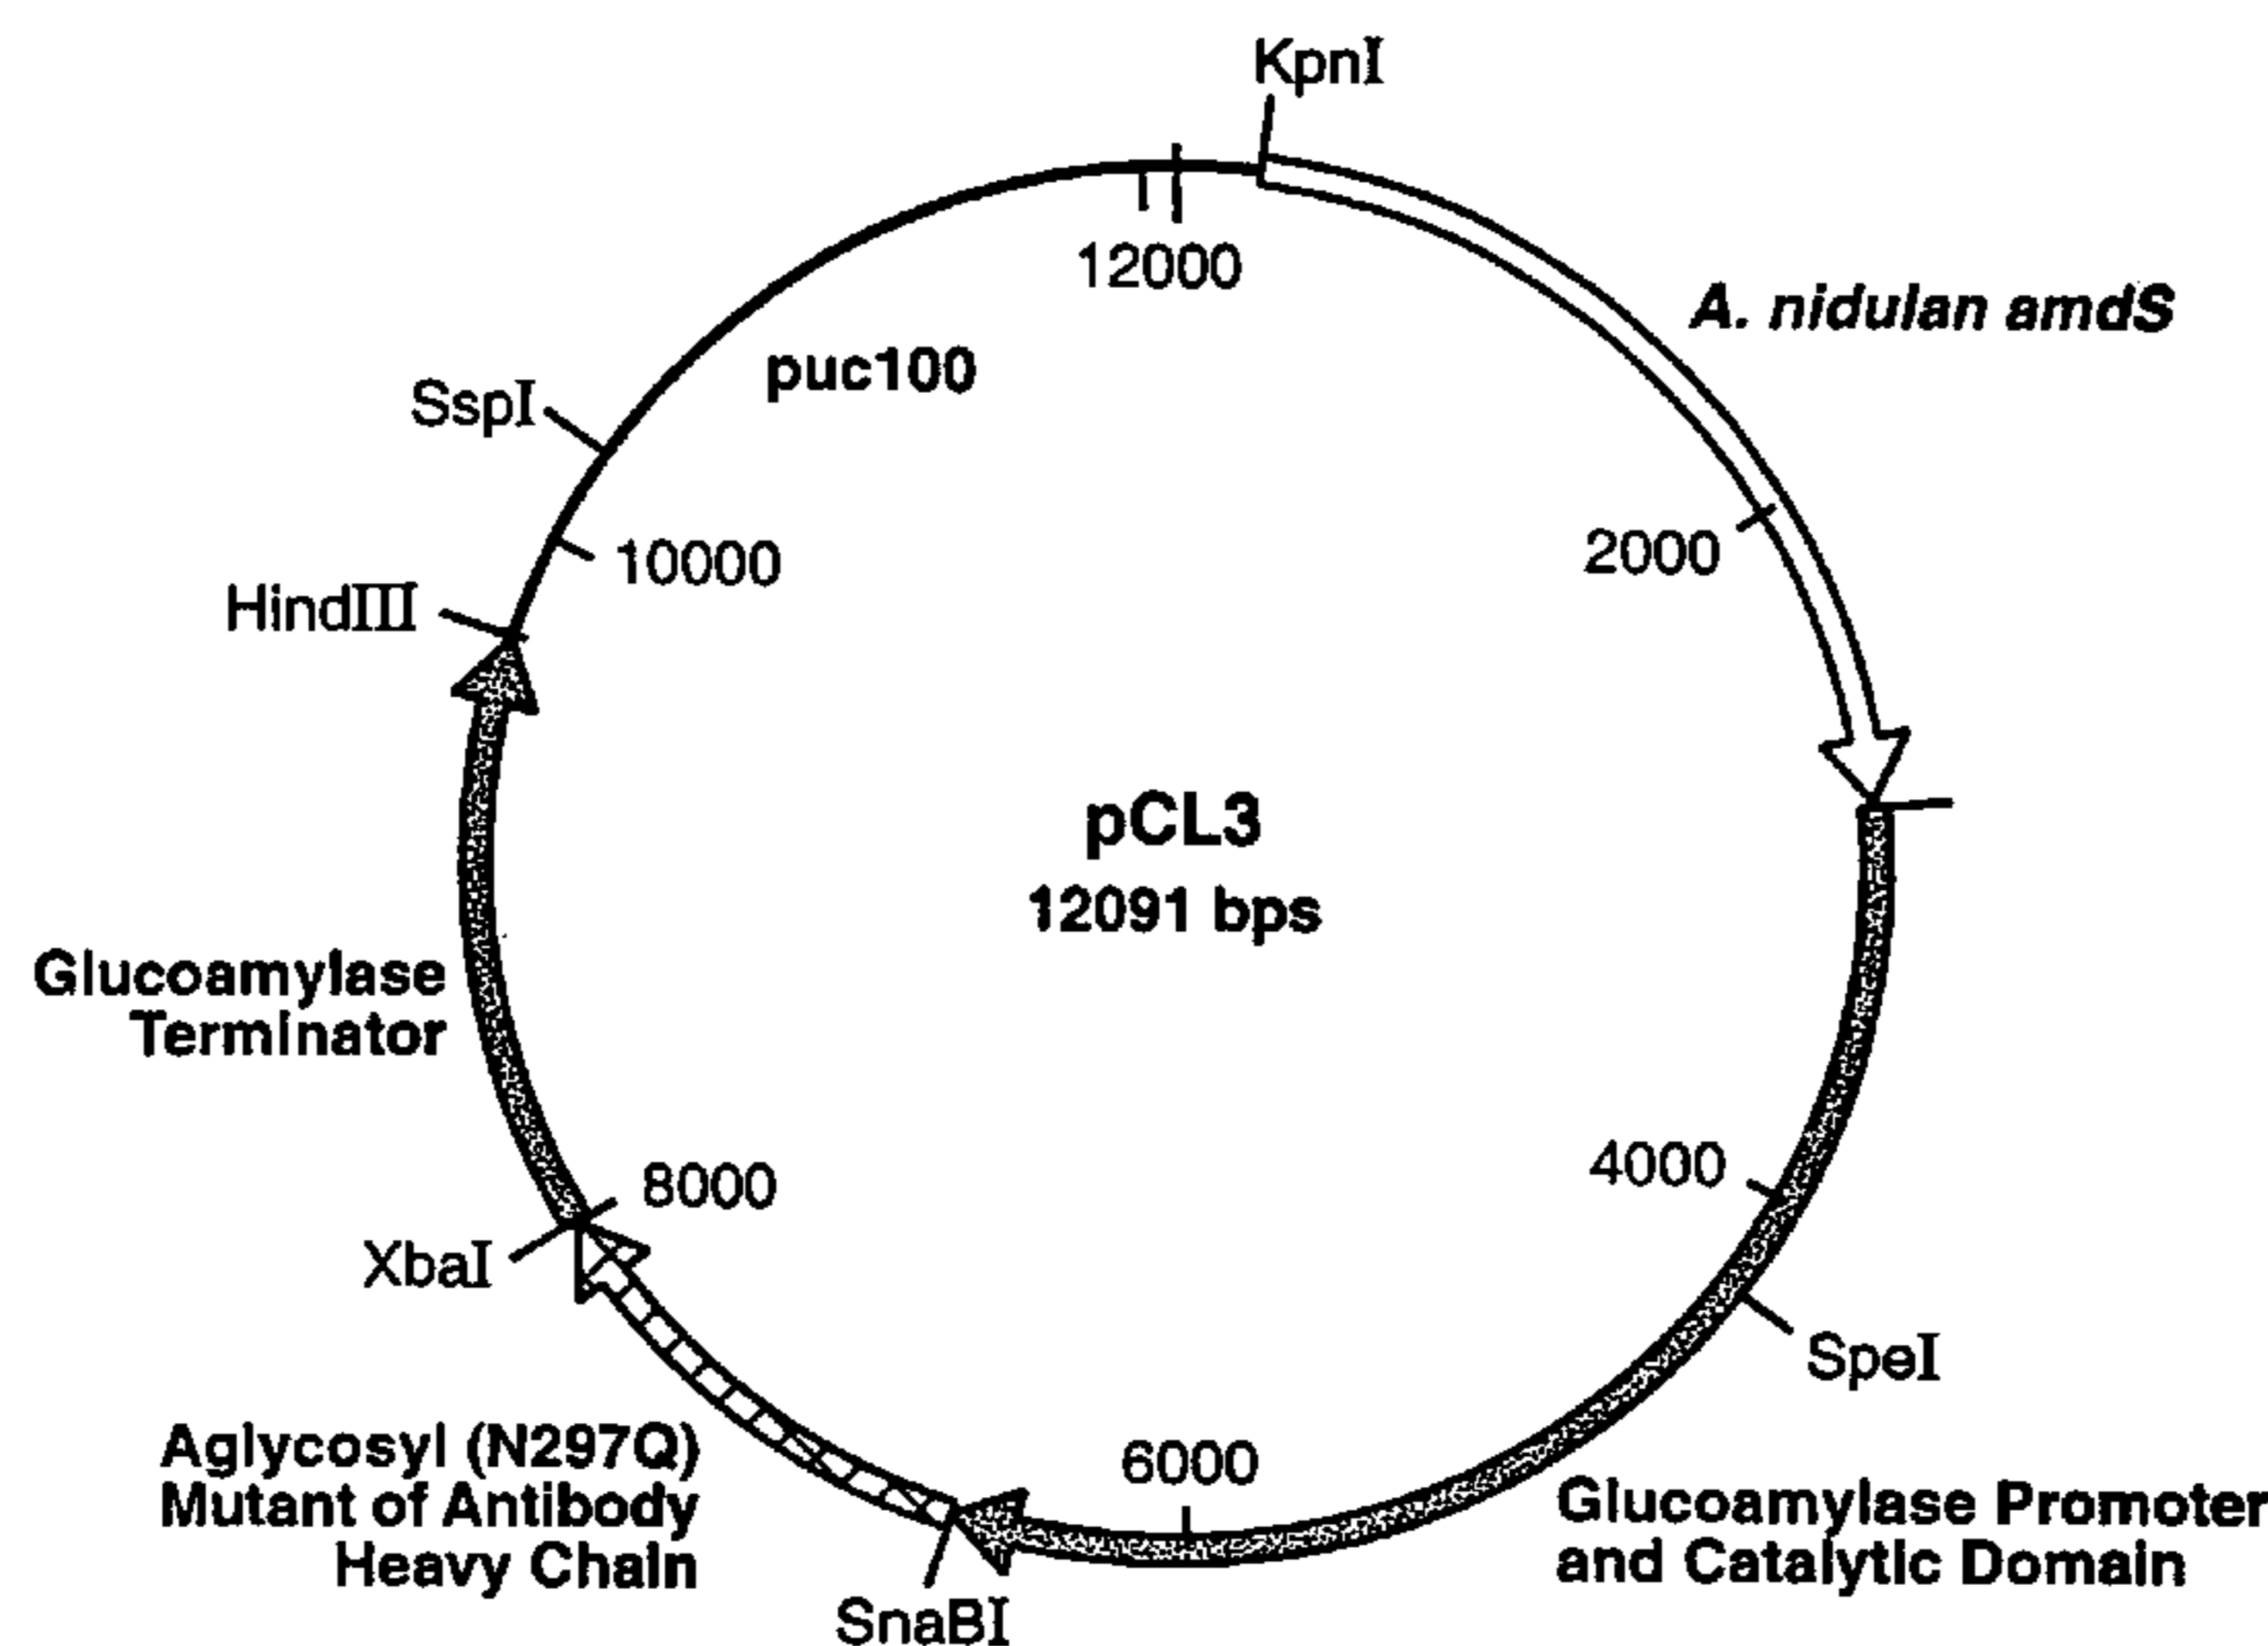 KpnI
12000
A. nidulan amdS
puc100
SspI
2000
10000
HindIII
pCL3
12091 bps
Glucoamylase
Terminator
4000
8000
XbaI
SpeI
6000
Aglycosyl (N297Q)
Mutant of Antibody
Heavy Chain
Glucoamylase Promoter
and Catalytic Domain
SnaBI